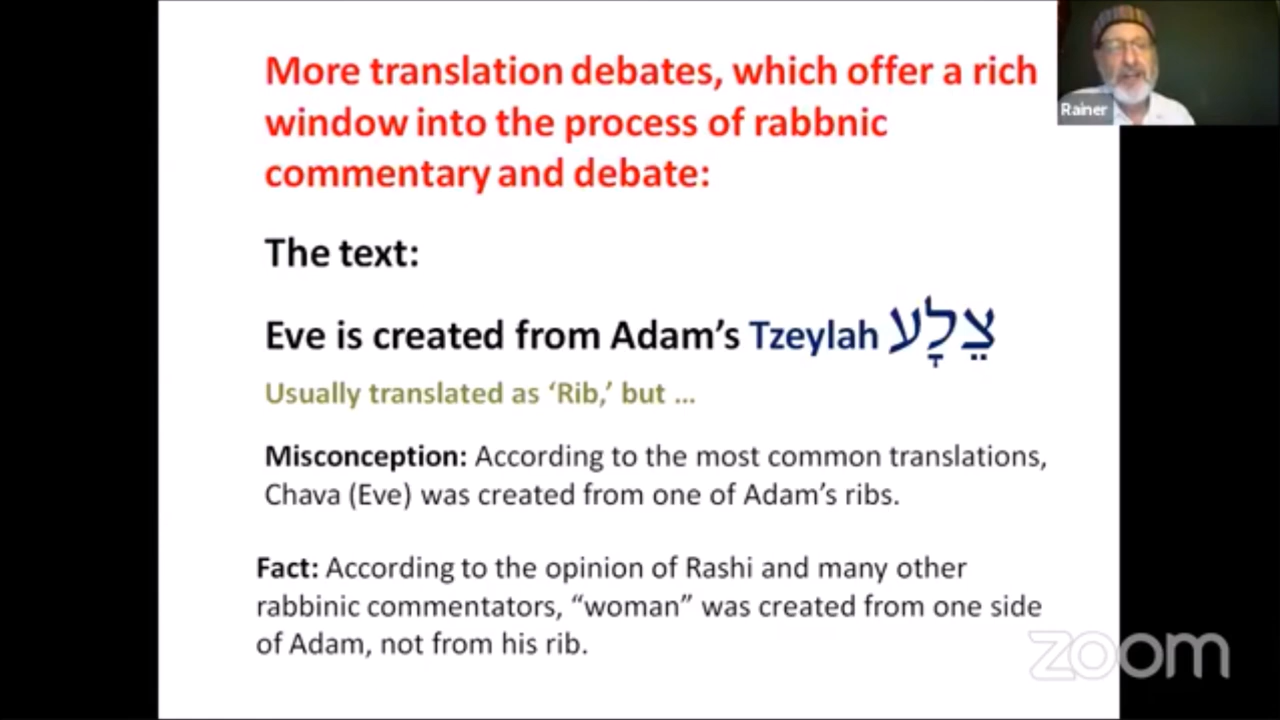 More translation debates, which offer a rich
window into the process of rabbnic
commentary and debate:
The text:
Eve is created from Adam’s Tzeylah צֵלָע
Usually translated as ‘Rib,’ but ...
Misconception: According to the most common translations,
Chava (Eve) was created from one of Adam’s ribs.
Fact: According to the opinion of Rashi and many other
rabbinic commentators, “woman” was created from one side
of Adam, not from his rib.
Rainer
zoom